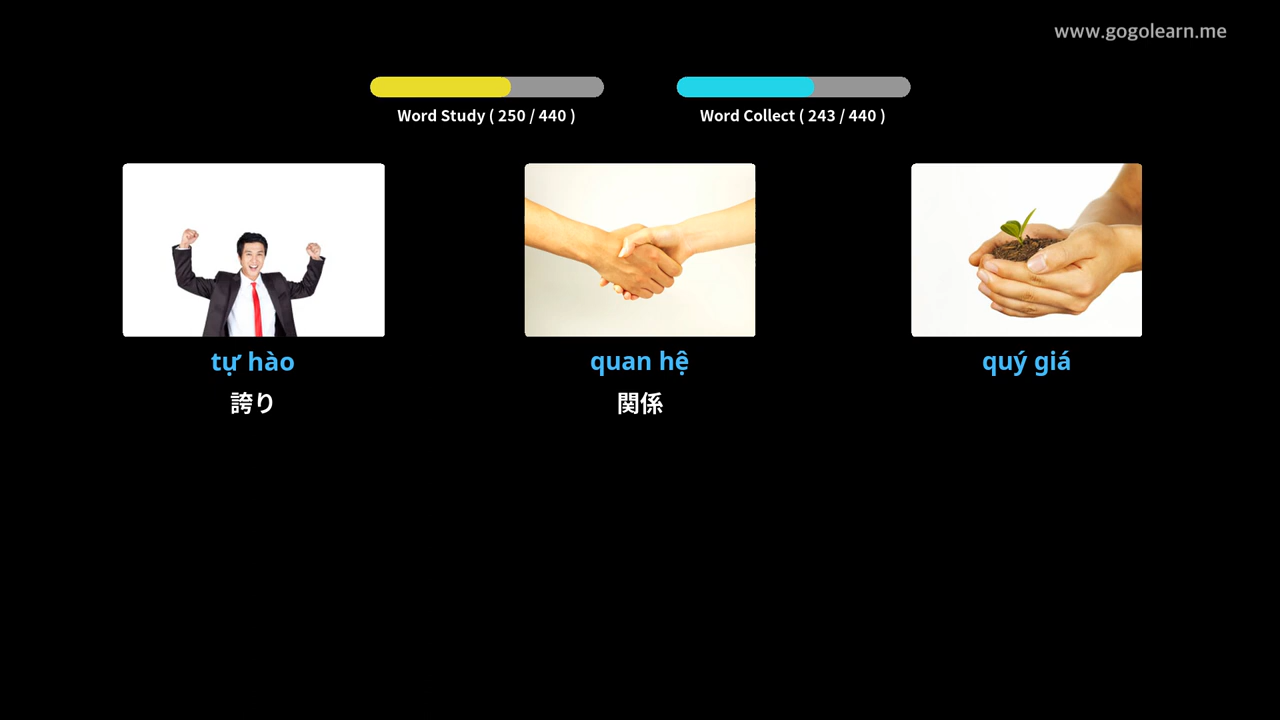 www.gogolearn.me
Word Study ( 250 / 440 )
Word Collect ( 243 / 440 )
tự hào
quan hệ
quý giá
誇り
関係